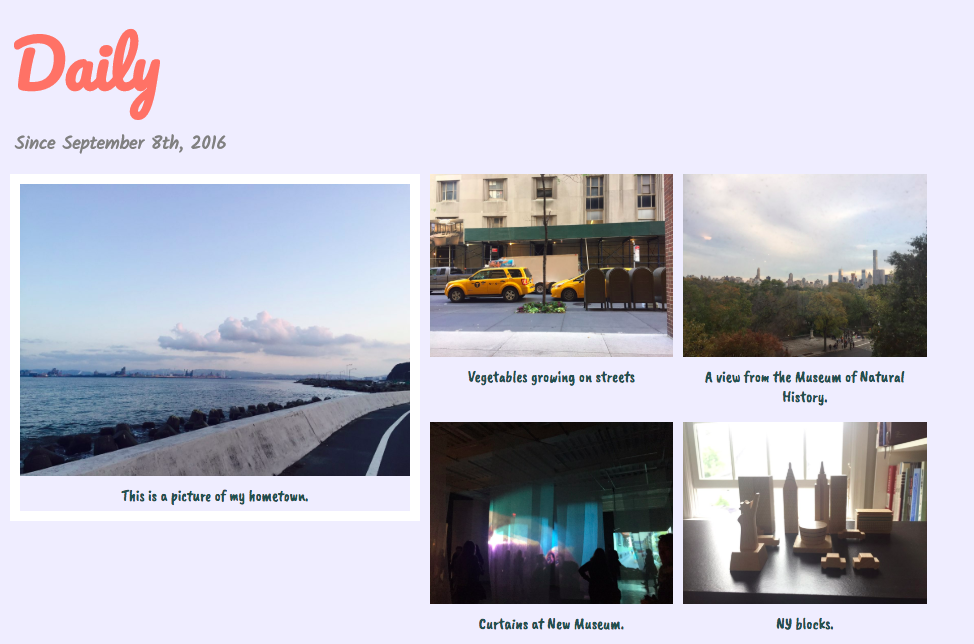 Daily
Since September 8th, 2016
This is a picture of my hometown.
Vegetables growing on streets
A view from the Museum of Natural
History.
Curtains at New Museum.
NY blocks.